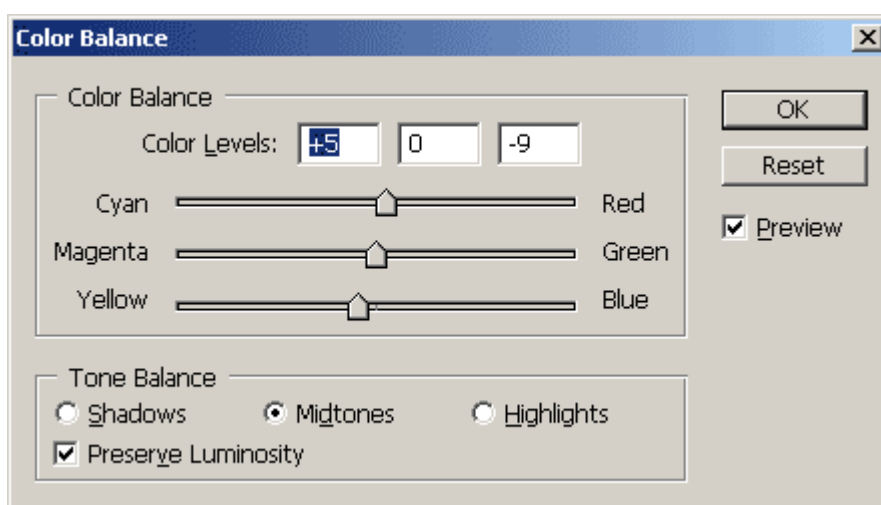 Color Balance
Color Balance
Color Levels: +5 0 -9
OK
Reset
Cyan Red
Preview
Magenta Green
Yellow Blue
Tone Balance
Shadows Midtones Highlights
Preserve Luminosity